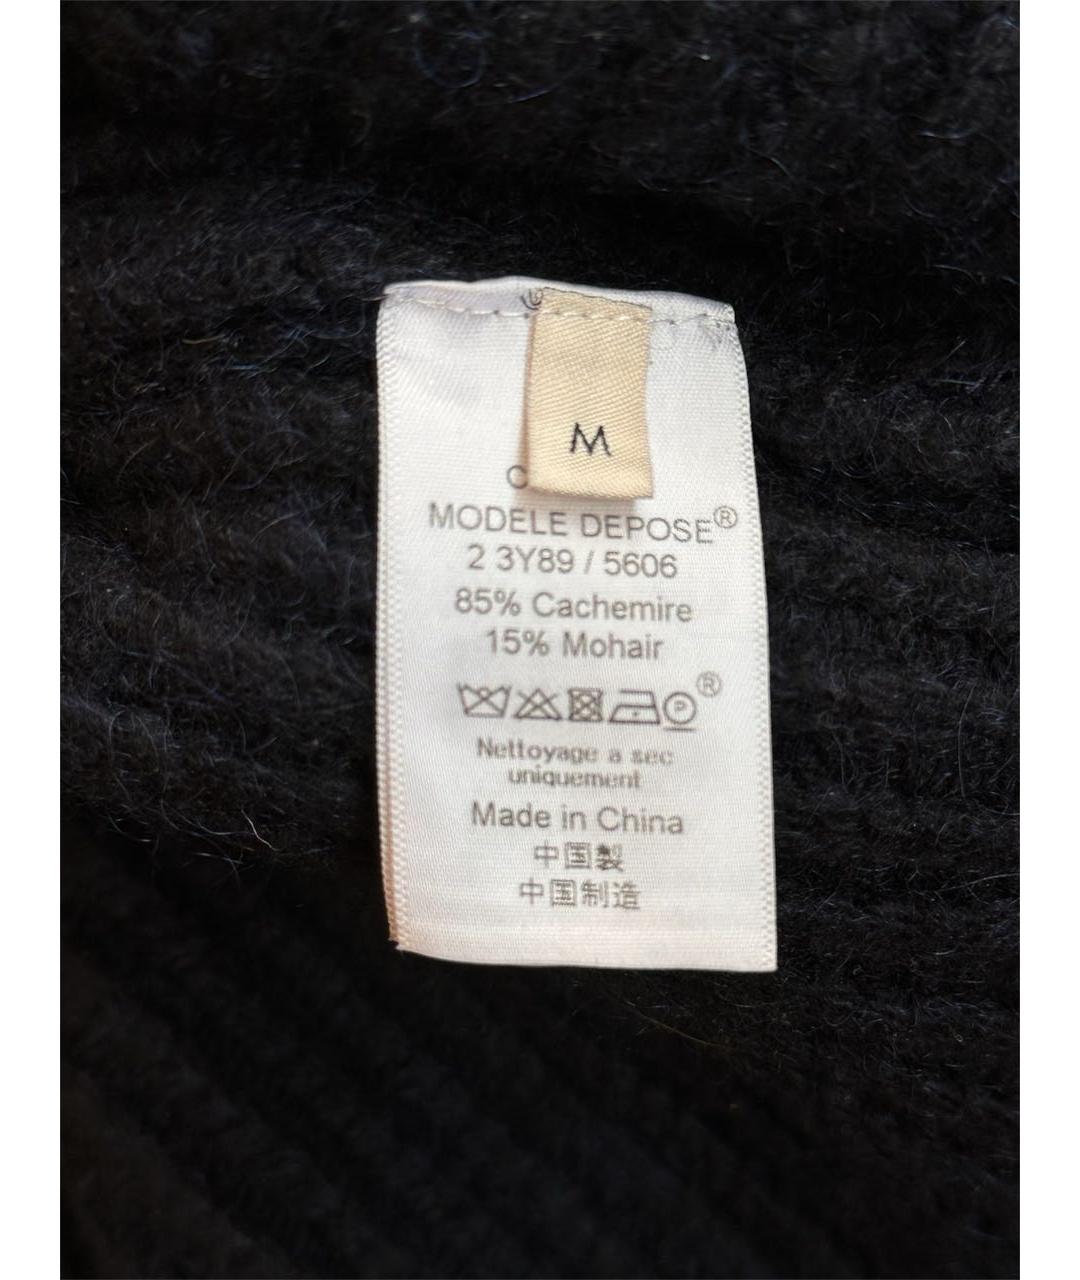 M
MODELE DEPOSE®
2 3Y89 / 5606
85% Cachemire
15% Mohair
P ®
Nettoyage a sec
uniquement
Made in China
中国製
中国制造